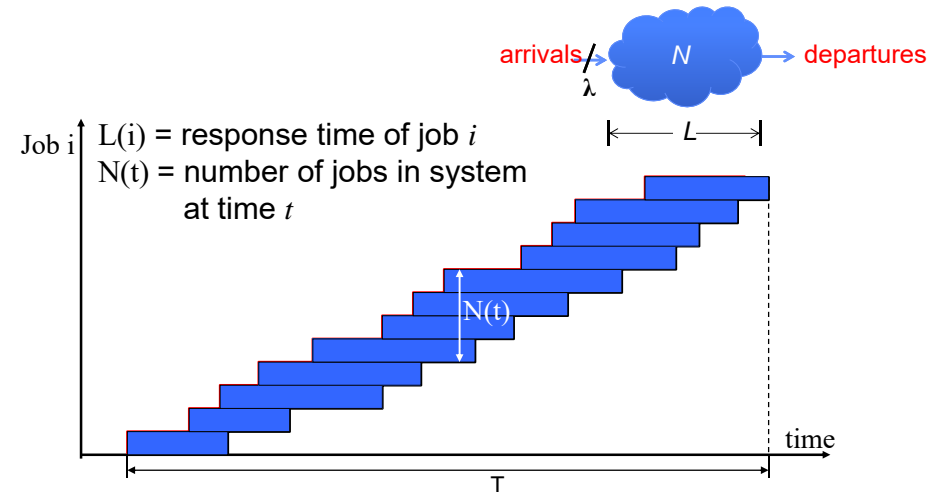 arrivals
N
departures
λ
L
Job i
L(i) = response time of job i
N(t) = number of jobs in system
at time t
N(t)
time
T